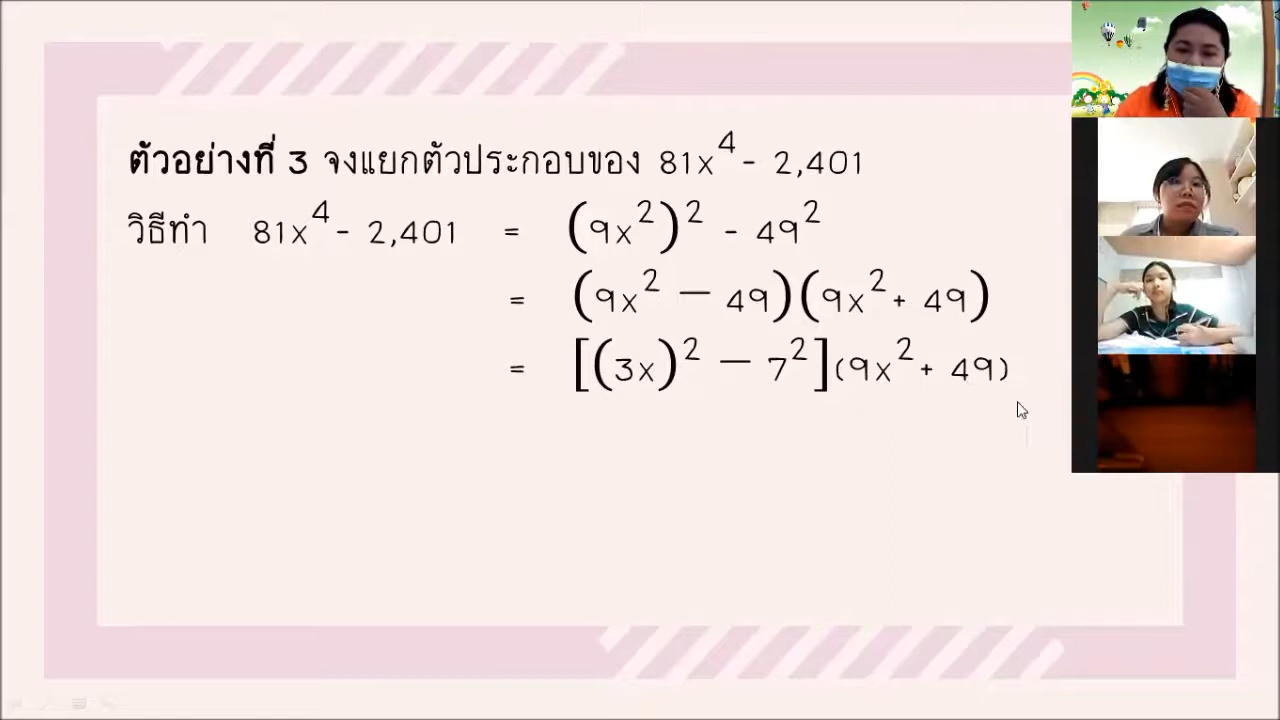 ตัวอย่างที่ 3 จงแยกตัวประกอบของ 81x⁴ - 2,401
วิธีทำ 81x⁴ - 2,401 = (9x²)² - 49²
= (9x² − 49)(9x² + 49)
= [(3x)² − 7²](9x² + 49)